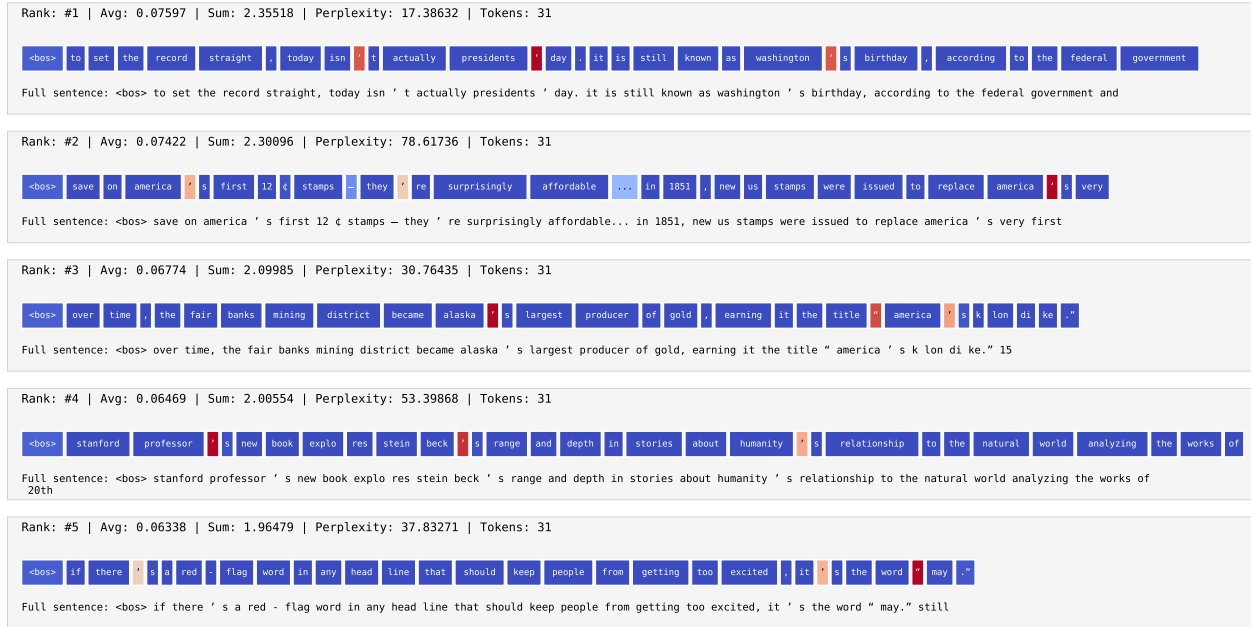 Rank: #1 | Avg: 0.07597 | Sum: 2.35518 | Perplexity: 17.38632 | Tokens: 31
<bos> to set the record straight , today isn ’ t actually presidents ’ day . it is still known as washington ’ s birthday , according to the federal government
Full sentence: <bos> to set the record straight, today isn ’ t actually presidents ’ day. it is still known as washington ’ s birthday, according to the federal government and
Rank: #2 | Avg: 0.07422 | Sum: 2.30096 | Perplexity: 78.61736 | Tokens: 31
<bos> save on america ’ s first 12 ¢ stamps — they ’ re surprisingly affordable ... in 1851 , new us stamps were issued to replace america ’ s very
Full sentence: <bos> save on america ’ s first 12 ¢ stamps — they ’ re surprisingly affordable... in 1851, new us stamps were issued to replace america ’ s very first
Rank: #3 | Avg: 0.06774 | Sum: 2.09985 | Perplexity: 30.76435 | Tokens: 31
<bos> over time , the fair banks mining district became alaska ’ s largest producer of gold , earning it the title “ america ’ s k lon di ke .”
Full sentence: <bos> over time, the fair banks mining district became alaska ’ s largest producer of gold, earning it the title “ america ’ s k lon di ke.” 15
Rank: #4 | Avg: 0.06469 | Sum: 2.00554 | Perplexity: 53.39868 | Tokens: 31
<bos> stanford professor ’ s new book explo res stein beck ’ s range and depth in stories about humanity ’ s relationship to the natural world analyzing the works of
Full sentence: <bos> stanford professor ’ s new book explo res stein beck ’ s range and depth in stories about humanity ’ s relationship to the natural world analyzing the works of
20th
Rank: #5 | Avg: 0.06338 | Sum: 1.96479 | Perplexity: 37.83271 | Tokens: 31
<bos> if there ’ s a red - flag word in any head line that should keep people from getting too excited , it ’ s the word “ may .”
Full sentence: <bos> if there ’ s a red - flag word in any head line that should keep people from getting too excited, it ’ s the word “ may.” still